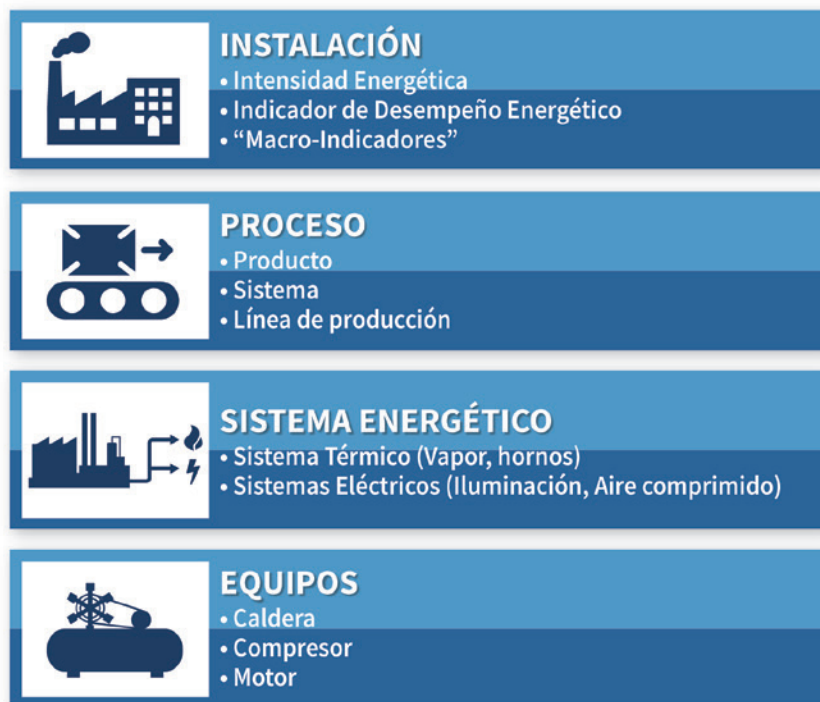 INSTALACIÓN
• Intensidad Energética
• Indicador de Desempeño Energético
• “Macro-Indicadores”
PROCESO
• Producto
• Sistema
• Línea de producción
SISTEMA ENERGÉTICO
• Sistema Térmico (Vapor, hornos)
• Sistemas Eléctricos (Iluminación, Aire comprimido)
EQUIPOS
• Caldera
• Compresor
• Motor